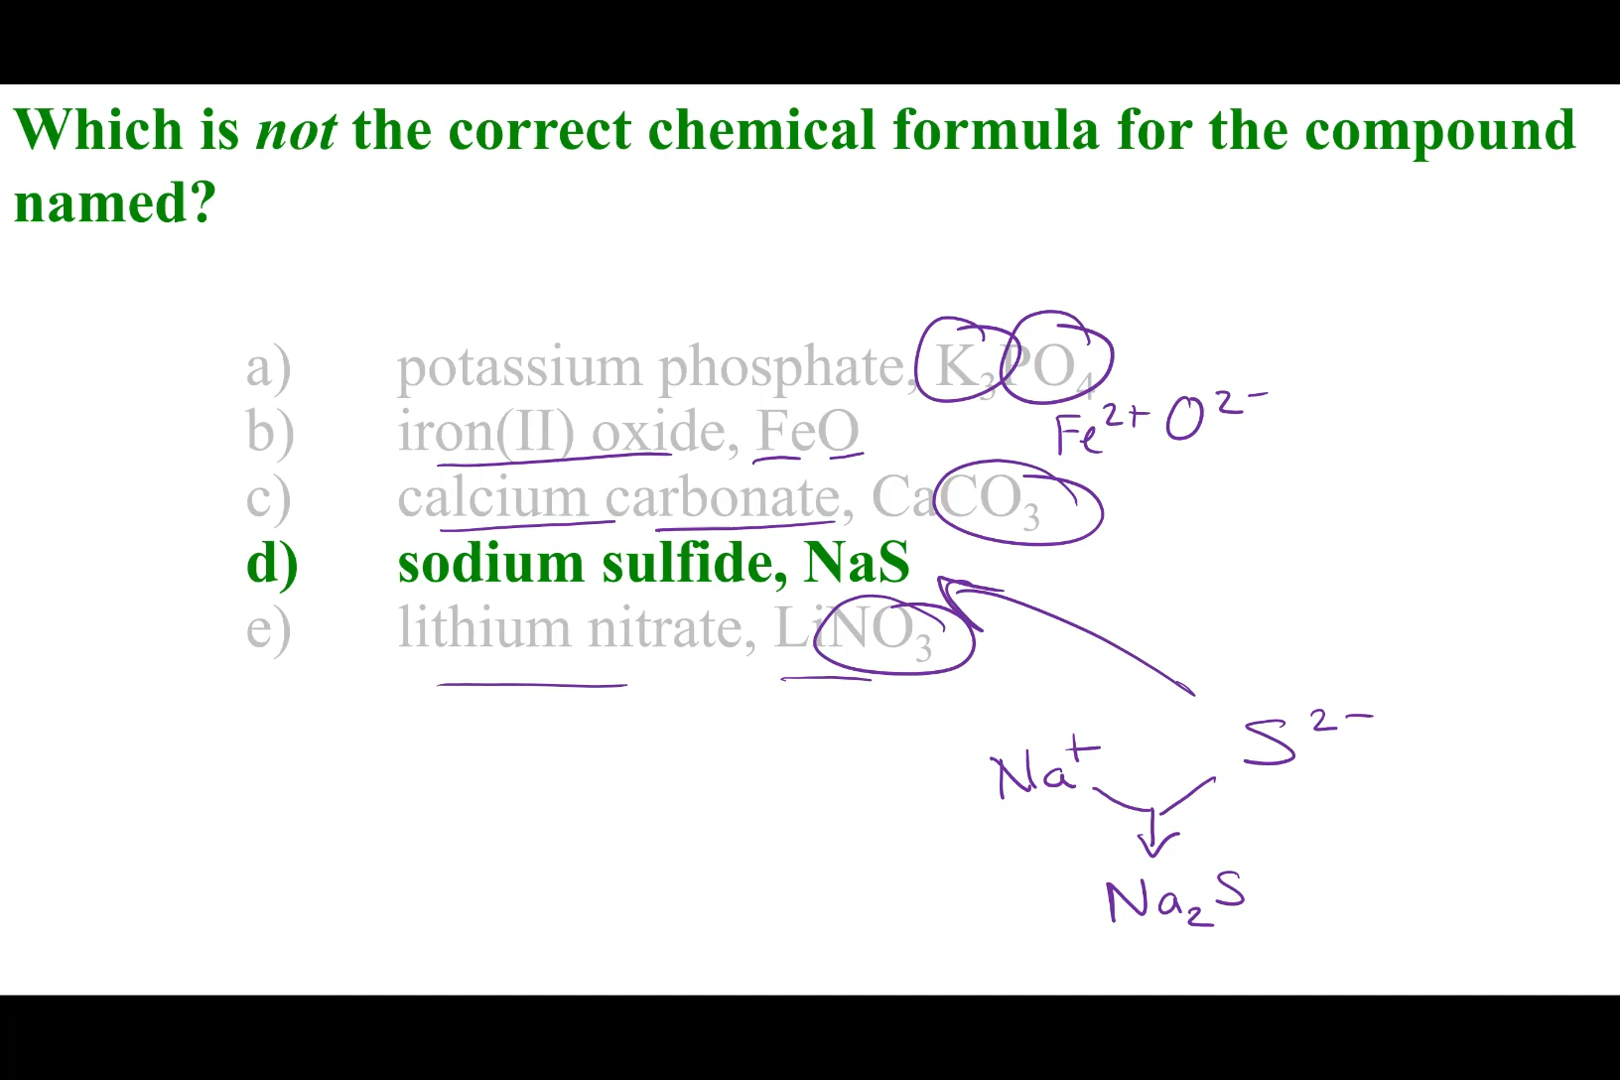 Which is not the correct chemical formula for the compound
named?
a) potassium phosphate, K₃PO₄
b) iron(II) oxide, FeO
Fe²⁺ O²⁻
c) calcium carbonate, CaCO₃
d) sodium sulfide, NaS
e) lithium nitrate, LiNO₃
Na⁺ S²⁻
Na₂S